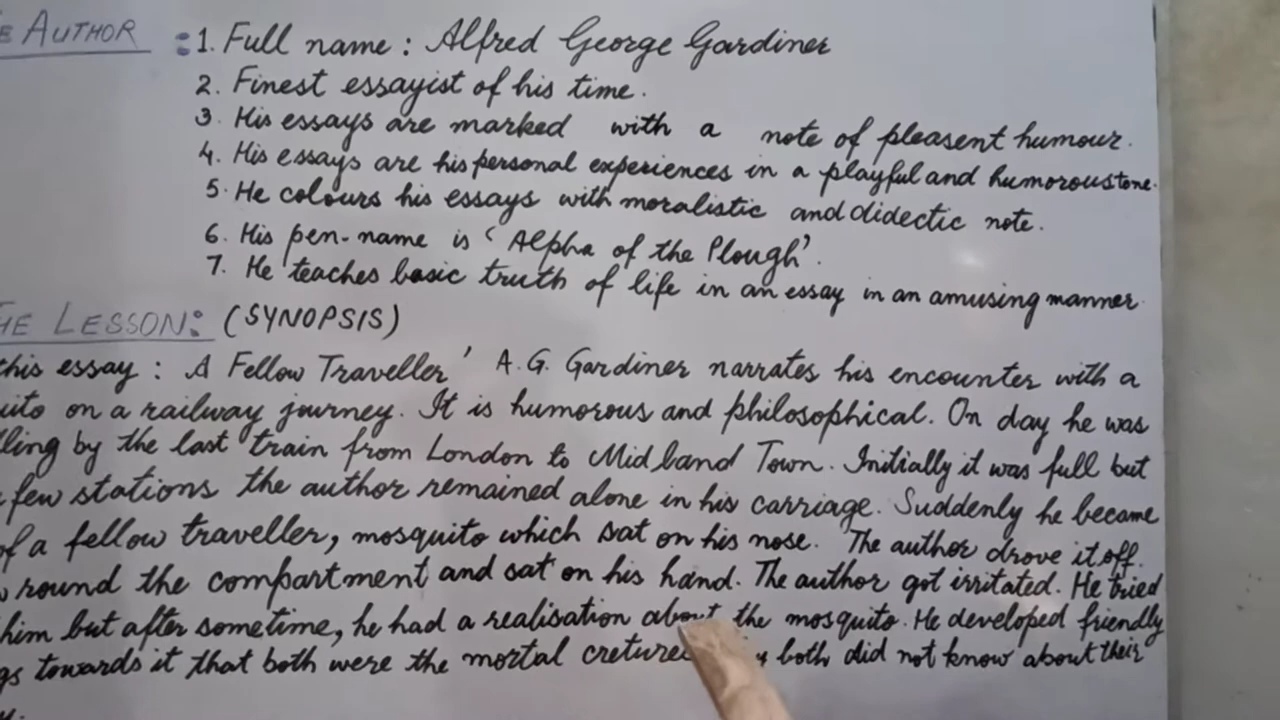 E AUTHOR : 1. Full name : Alfred George Gardiner
2. Finest essayist of his time.
3. His essays are marked with a note of pleasent humour.
4. His essays are his personal experiences in a playful and humorous tone.
5. He colours his essays with moralistic and didectic note.
6. His pen-name is 'Alpha of the Plough'.
7. He teaches basic truth of life in an essay in an amusing manner
HE LESSON: (SYNOPSIS)
this essay : A Fellow Traveller' A.G. Gardiner narrates his encounter with a
uito on a railway journey. It is humorous and philosophical. On day he was
lling by the last train from London to Midland Town. Initially it was full but
few stations the author remained alone in his carriage. Suddenly he became
of a fellow traveller, mosquito which sat on his nose. The author drove it off.
round the compartment and sat on his hand. The author got irritated. He tried
him but after sometime, he had a realisation about the mosquito. He developed friendly
gs towards it that both were the mortal creture both did not know about their